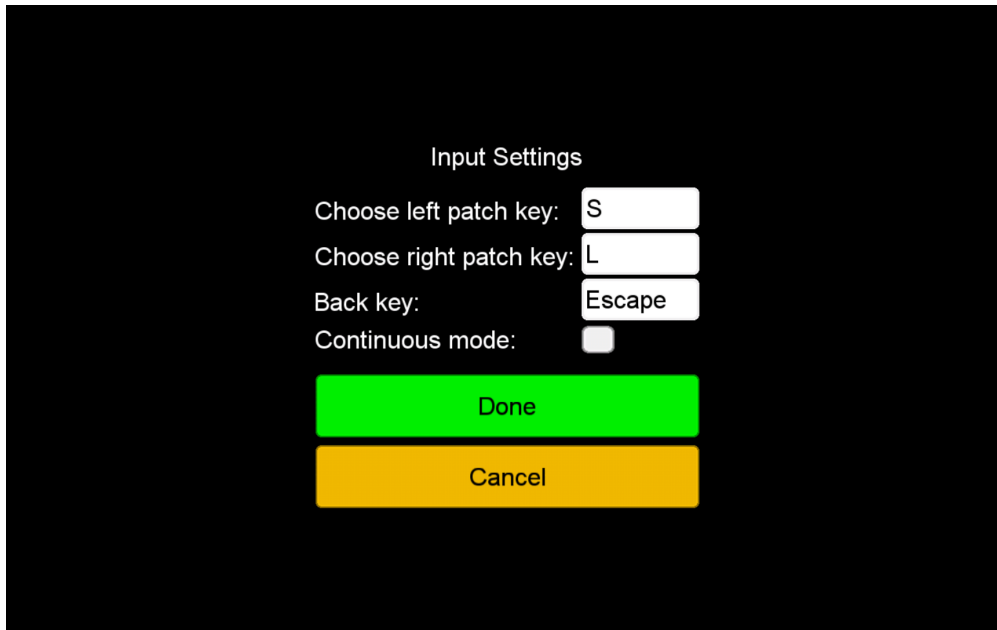 Input Settings
Choose left patch key: S
Choose right patch key: L
Back key: Escape
Continuous mode:
Done
Cancel